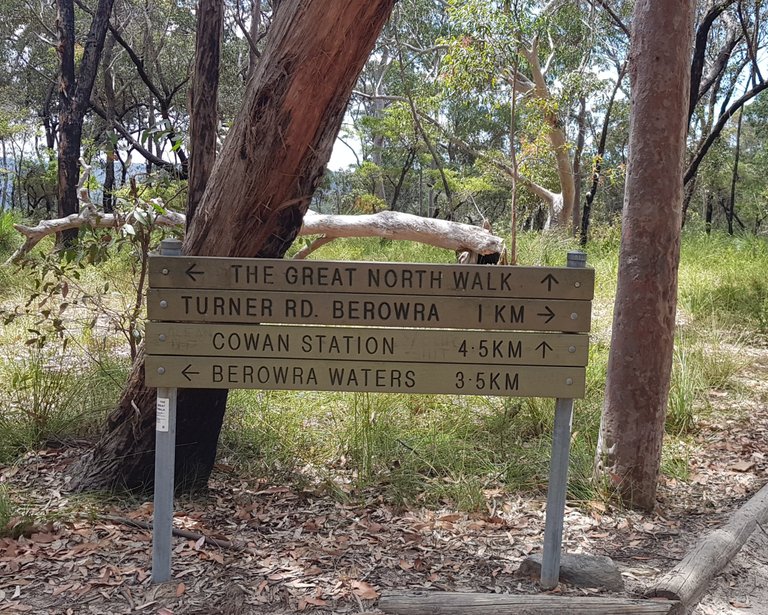 ← THE GREAT NORTH WALK ↑
TURNER RD. BEROWRA 1 KM →
COWAN STATION 4·5KM ↑
← BEROWRA WATERS 3·5KM